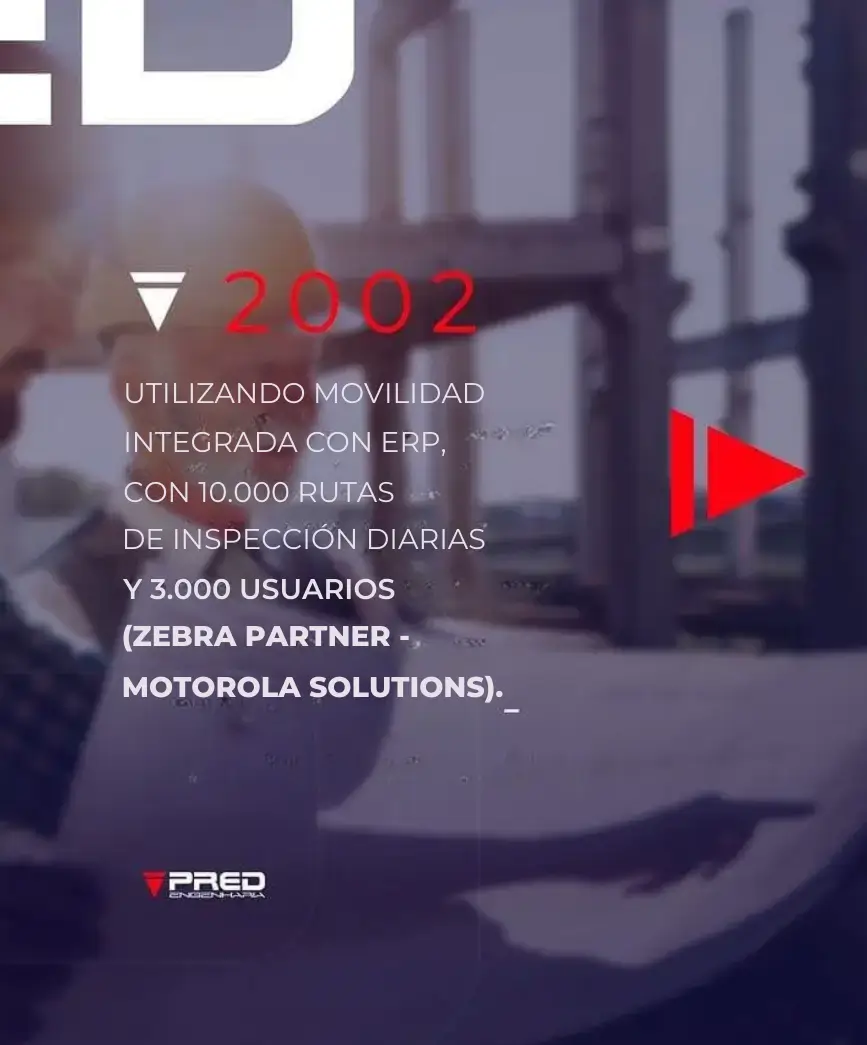 ED
2002
UTILIZANDO MOVILIDAD
INTEGRADA CON ERP,
CON 10.000 RUTAS
DE INSPECCIÓN DIARIAS
Y 3.000 USUARIOS
(ZEBRA PARTNER -
MOTOROLA SOLUTIONS)._
PRED
ENGENHARIA